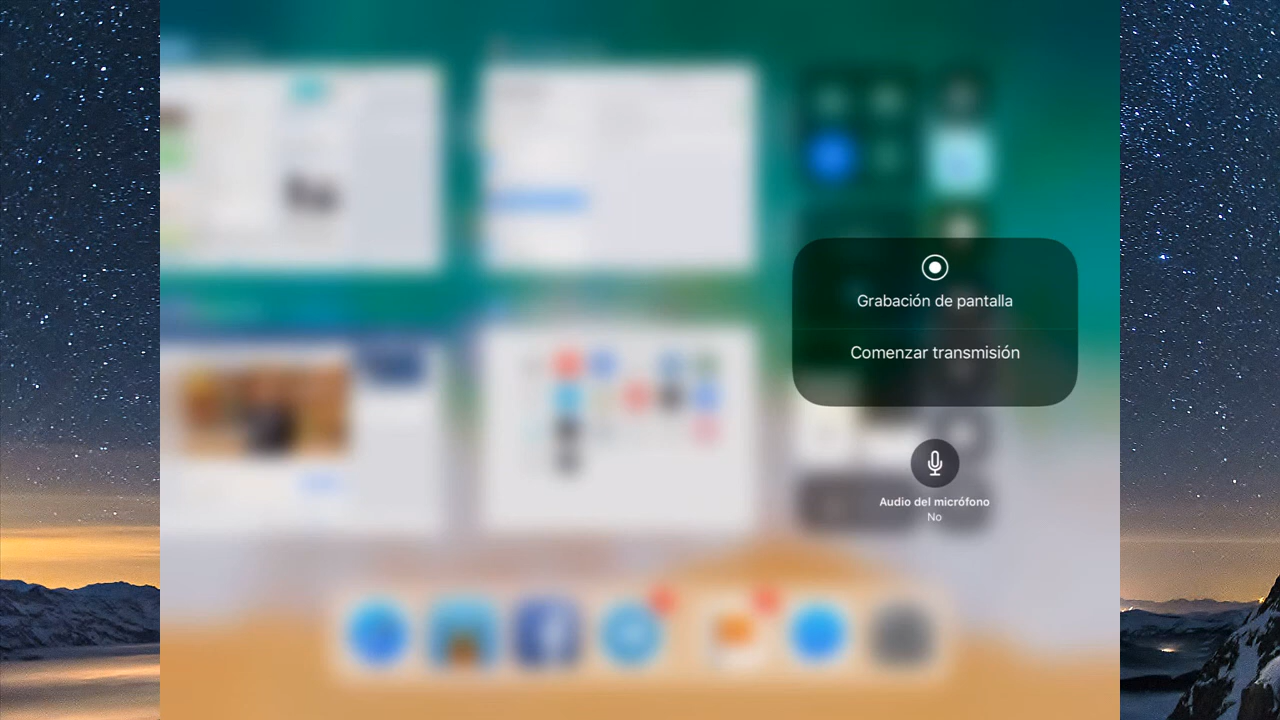 Grabación de pantalla
Comenzar transmisión
Audio del micrófono
No